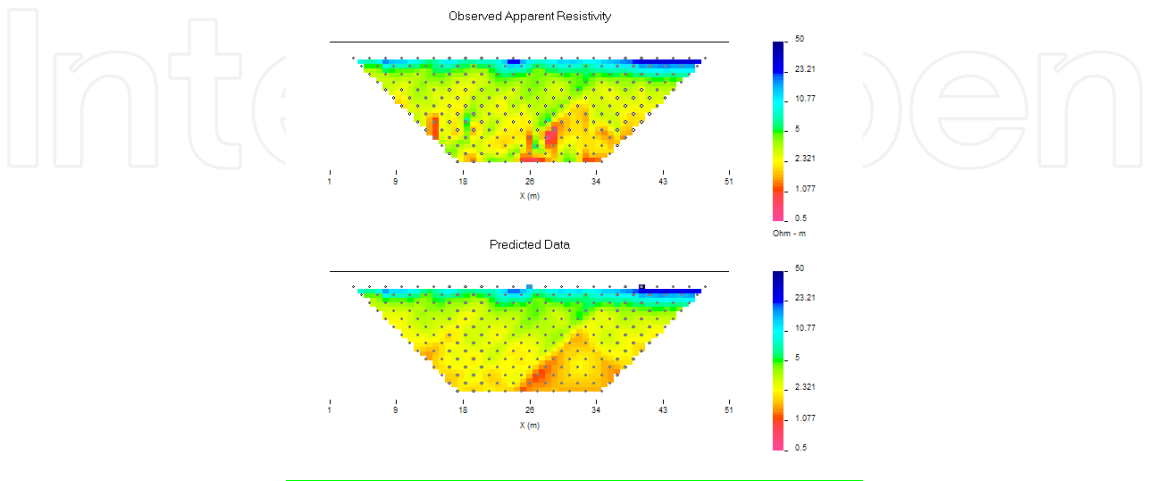 Observed Apparent Resistivity
50
23.21
10.77
5
2.321
1.077
0.5
Ohm - m
1 9 18 26 34 43 51
X (m)
Predicted Data
50
23.21
10.77
5
2.321
1.077
0.5
1 9 18 26 34 43 51
X (m)